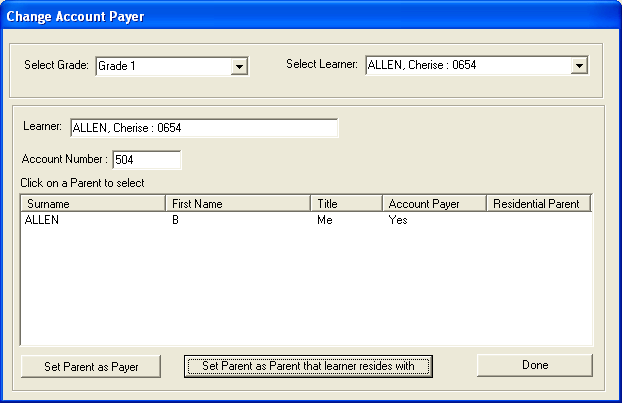 Change Account Payer
Select Grade: Grade 1 Select Learner: ALLEN, Cherise : 0654
Learner: ALLEN, Cherise : 0654
Account Number : 504
Click on a Parent to select
Surname First Name Title Account Payer Residential Parent
ALLEN B Me Yes
Set Parent as Payer Set Parent as Parent that learner resides with Done